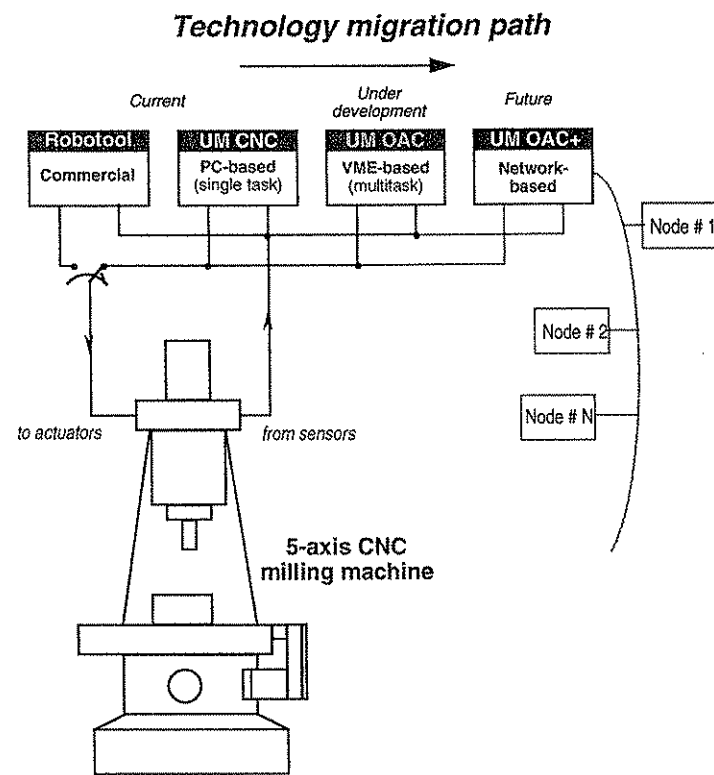 Technology migration path
Current
Under
development
Future
Robotool
Commercial
UM CNC
PC-based
(single task)
UM OAC
VME-based
(multitask)
UM OAC+
Network-
based
Node # 1
Node # 2
Node # N
to actuators
from sensors
5-axis CNC
milling machine